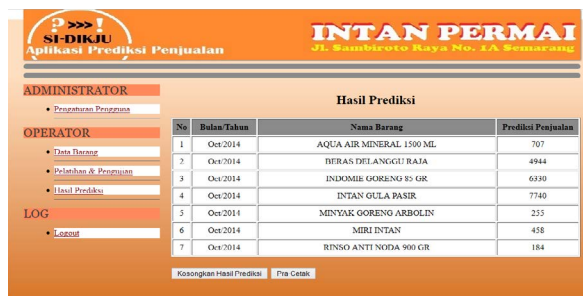 ? >>> !
SI-DIKJU
Aplikasi Prediksi Penjualan
INTAN PERMAI
Jl. Sambiroto Raya No. 1A Semarang
ADMINISTRATOR
Pengaturan Pengguna
OPERATOR
Data Barang
Pelatihan & Pengujian
Hasil Prediksi
LOG
Logout
Hasil Prediksi
No Bulan/Tahun Nama Barang Prediksi Penjualan
1 Oct/2014 AQUA AIR MINERAL 1500 ML 707
2 Oct/2014 BERAS DELANGGU RAJA 4944
3 Oct/2014 INDOMIE GORENG 85 GR 6330
4 Oct/2014 INTAN GULA PASIR 7740
5 Oct/2014 MINYAK GORENG ARBOLIN 255
6 Oct/2014 MIRI INTAN 458
7 Oct/2014 RINSO ANTI NODA 900 GR 184
Kosongkan Hasil Prediksi Pra Cetak